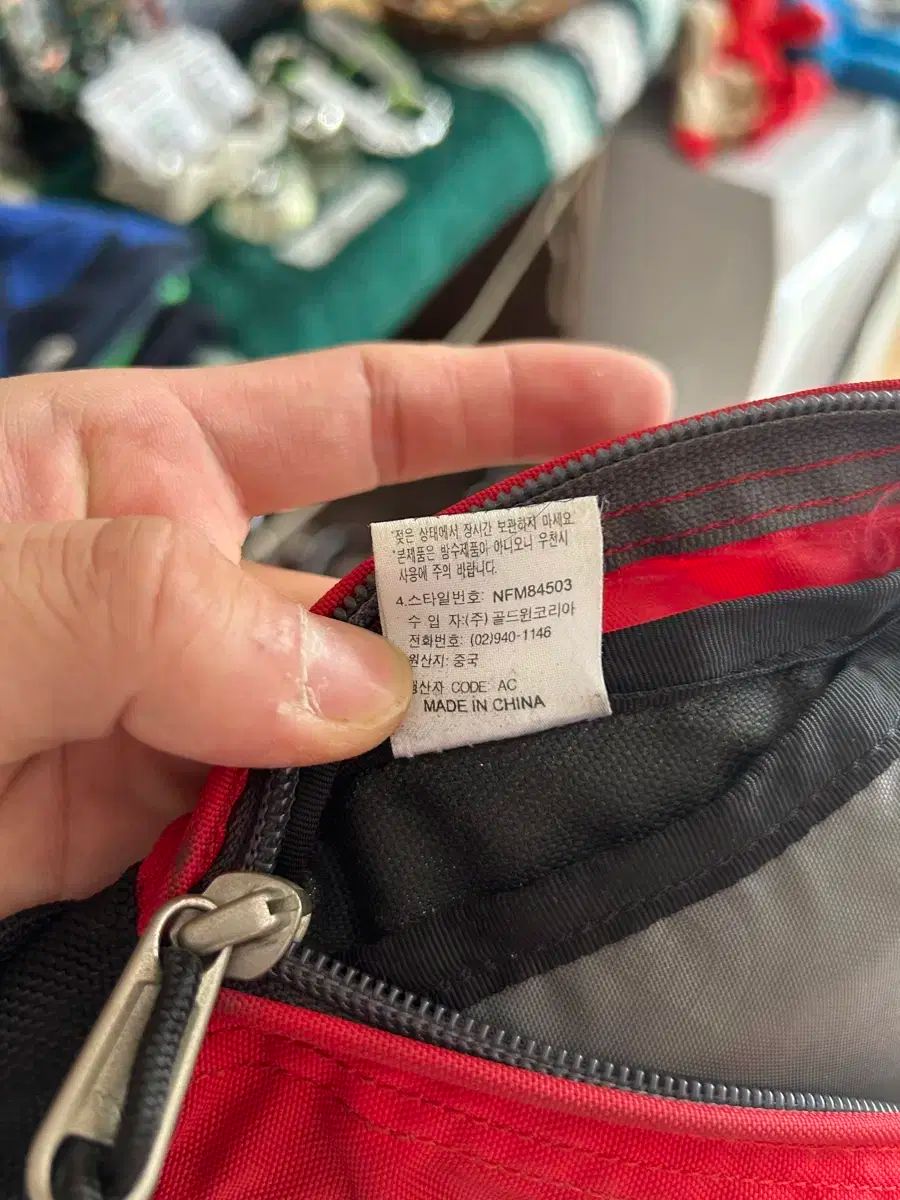 *젖은 상태에서 장시간 보관하지 마세요.
*본제품은 방수제품이 아니오니 우천시
사용에 주의 바랍니다.
4.스타일번호: NFM84503
수 입 자:(주)골드윈코리아
전화번호: (02)940-1146
원산지: 중국
생산자 CODE: AC
MADE IN CHINA